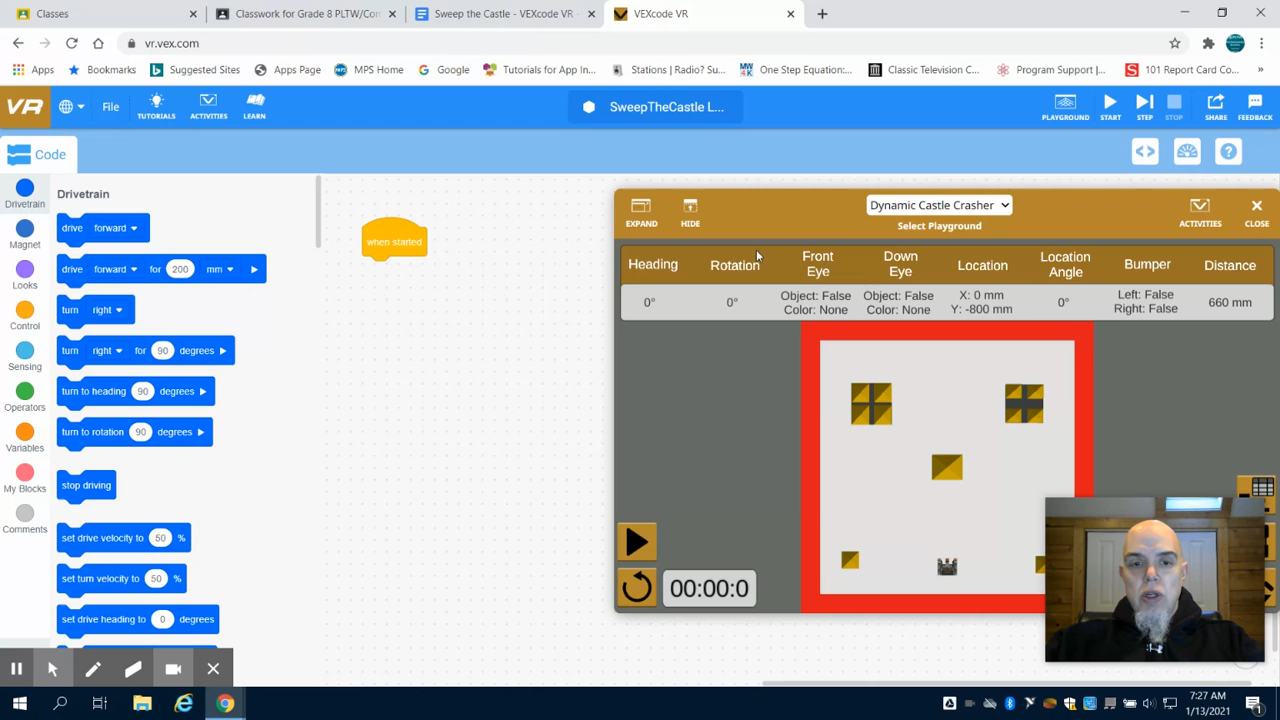 Classes
Classwork for Grade 8 PLTW/Con
Sweep the Castle - VEXcode VR -
VEXcode VR
vr.vex.com
Apps
Bookmarks
Suggested Sites
Apps Page
MPS Home
Google
Tutorials for App In...
Stations | Radio? Su...
One Step Equation:...
Classic Television C...
Program Support |...
101 Report Card Co...
VR
File
TUTORIALS
ACTIVITIES
LEARN
SweepTheCastle L...
PLAYGROUND
START
STEP
STOP
SHARE
FEEDBACK
Code
Drivetrain
Magnet
Looks
Control
Sensing
Operators
Variables
My Blocks
Comments
Drivetrain
drive forward
drive forward for 200 mm
turn right
turn right for 90 degrees
turn to heading 90 degrees
turn to rotation 90 degrees
stop driving
set drive velocity to 50 %
set turn velocity to 50 %
set drive heading to 0 degrees
when started
EXPAND
HIDE
Dynamic Castle Crasher
Select Playground
ACTIVITIES
CLOSE
Heading Rotation Front Eye Down Eye Location Location Angle Bumper Distance
0° 0° Object: False Object: False X: 0 mm 0° Left: False 660 mm
Color: None Color: None Y: -800 mm Right: False
00:00:0
7:27 AM
1/13/2021